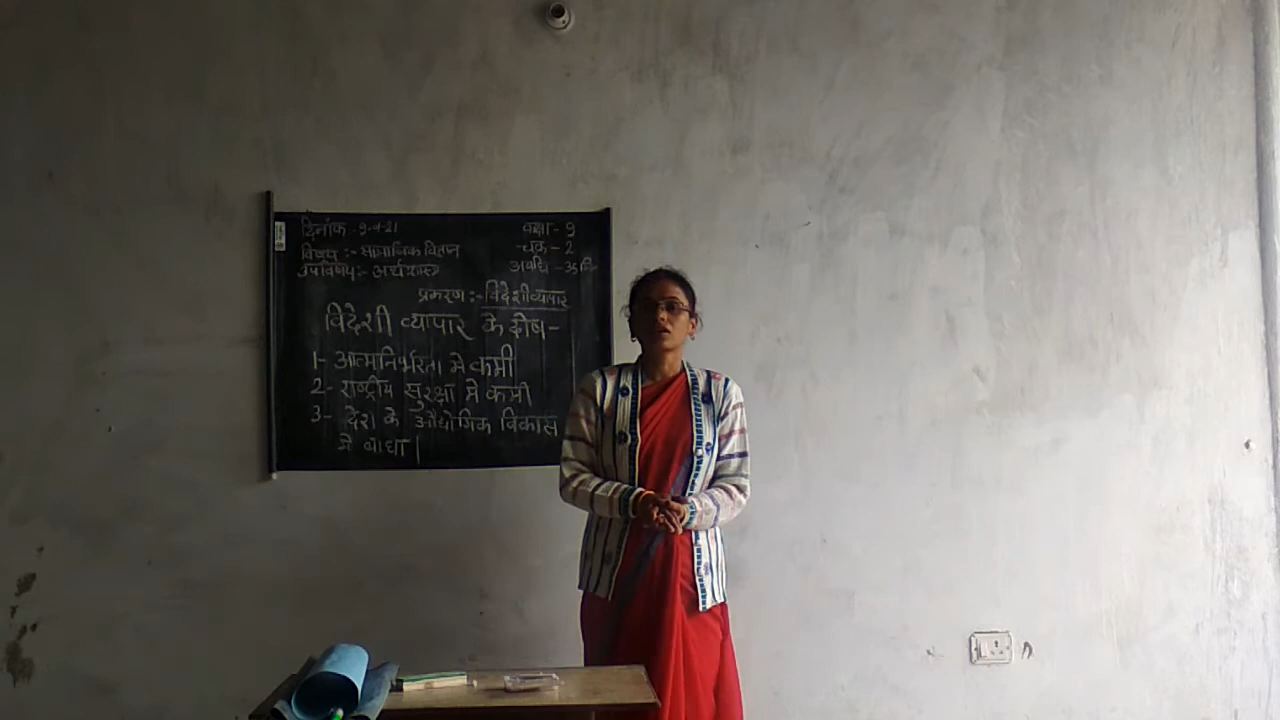 दिनांक -9-4-21 कक्षा - 9
विषय :- सामाजिक विज्ञान चक्र - 2
उपविषय:- अर्थशास्त्र अवधि - 35 मि
प्रकरण :- विदेशी व्यापार
विदेशी व्यापार के दोष-
1- आत्मनिर्भरता मे कमी
2- राष्ट्रीय सुरक्षा मे कमी
3- देश के औद्योगिक विकास
मे बाधा|